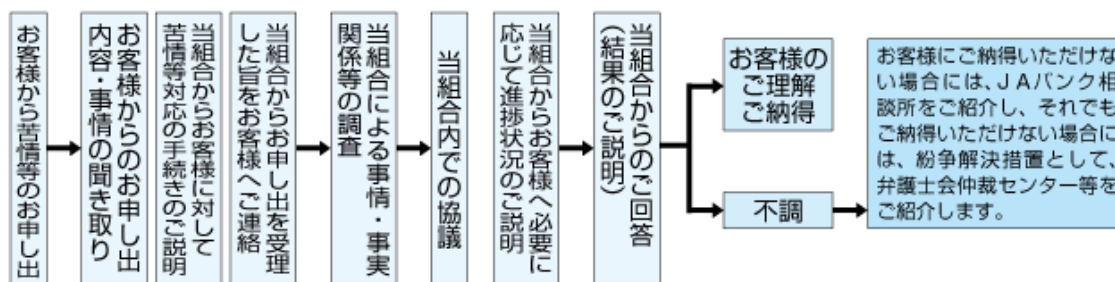 お客様から苦情等のお申し出
お客様からのお申し出
内容・事情の聞き取り
当組合からお客様に対して
苦情等対応の手続きのご説明
当組合からお申し出を受理
した旨をお客様へご連絡
当組合による事情・事実
関係等の調査
当組合内での協議
当組合からお客様へ必要に
応じて進捗状況のご説明
当組合からのご回答
（結果のご説明）
お客様の
ご理解
ご納得
不調
お客様にご納得いただけな
い場合には、ＪＡバンク相
談所をご紹介し、それでも
ご納得いただけない場合に
は、紛争解決措置として、
弁護士会仲裁センター等を
ご紹介します。